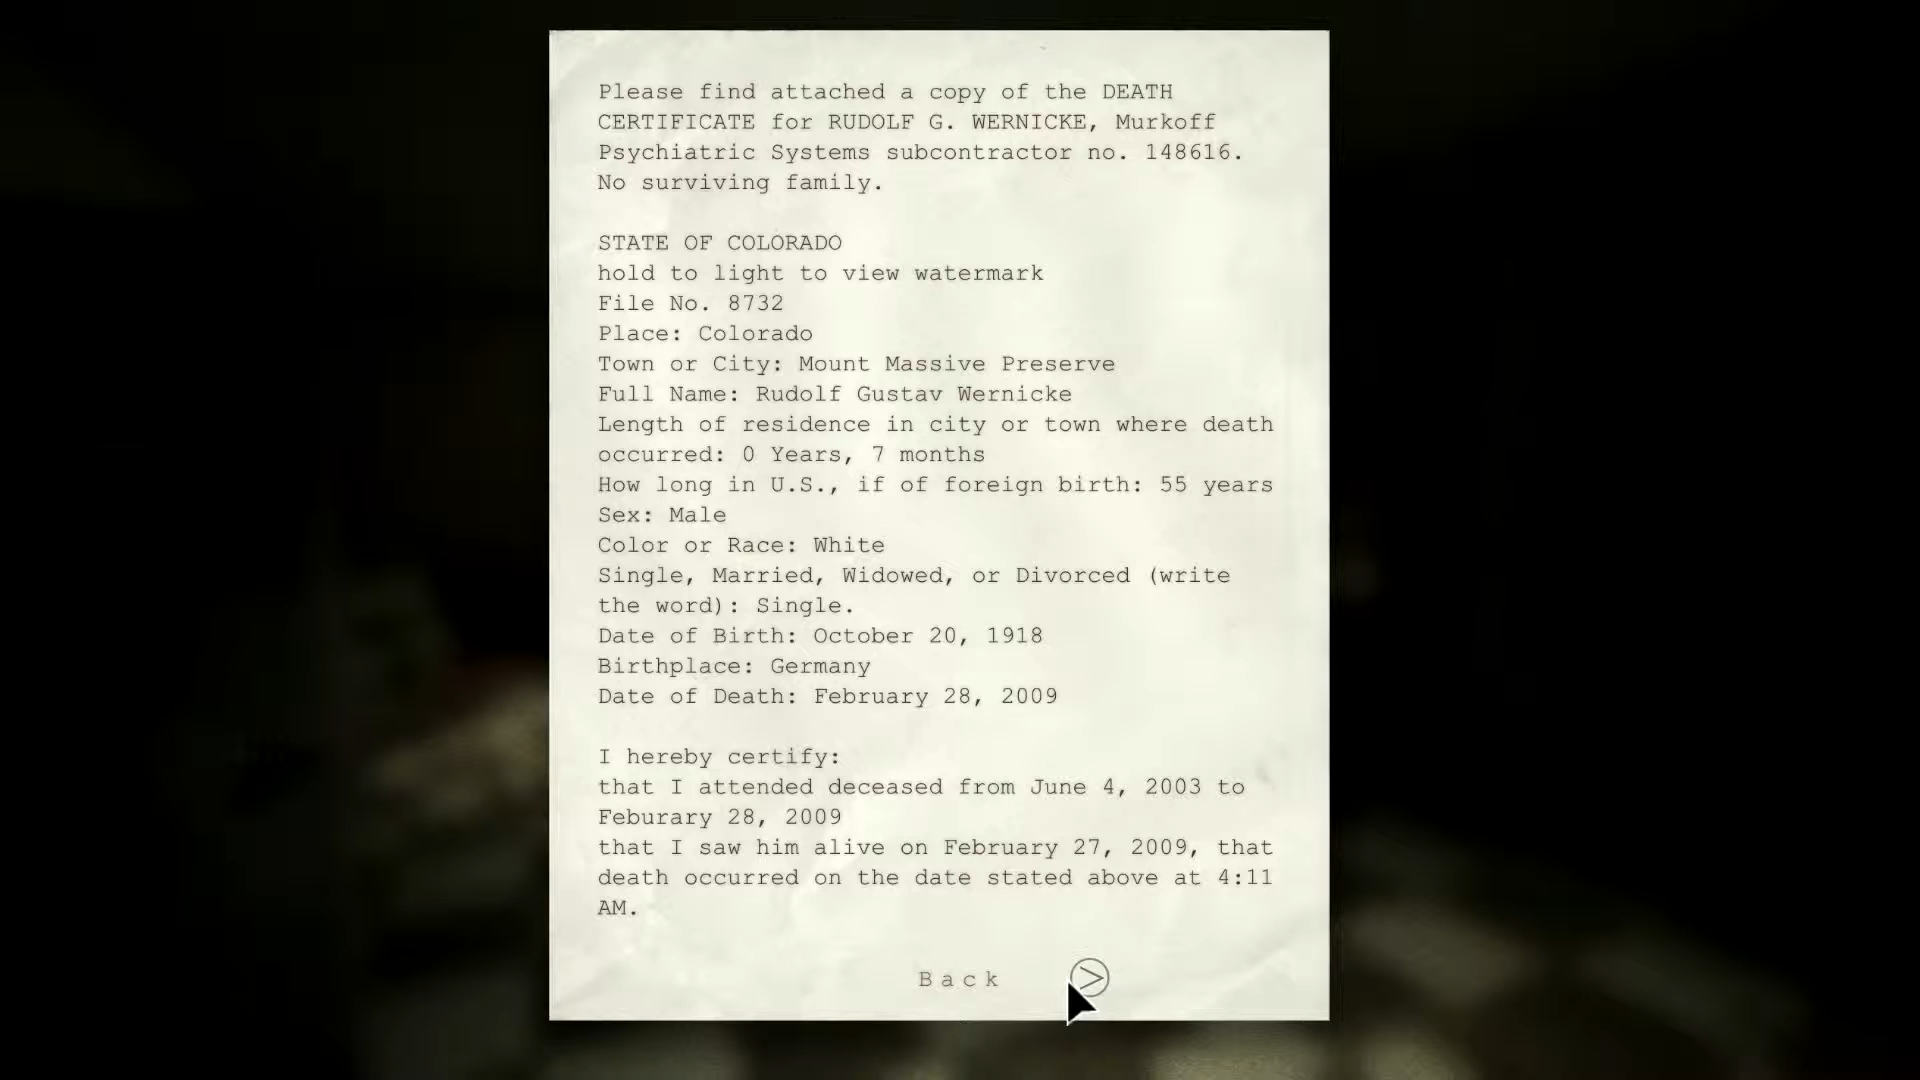 Please find attached a copy of the DEATH
CERTIFICATE for RUDOLF G. WERNICKE, Murkoff
Psychiatric Systems subcontractor no. 148616.
No surviving family.
STATE OF COLORADO
hold to light to view watermark
File No. 8732
Place: Colorado
Town or City: Mount Massive Preserve
Full Name: Rudolf Gustav Wernicke
Length of residence in city or town where death
occurred: 0 Years, 7 months
How long in U.S., if of foreign birth: 55 years
Sex: Male
Color or Race: White
Single, Married, Widowed, or Divorced (write
the word): Single.
Date of Birth: October 20, 1918
Birthplace: Germany
Date of Death: February 28, 2009
I hereby certify:
that I attended deceased from June 4, 2003 to
Feburary 28, 2009
that I saw him alive on February 27, 2009, that
death occurred on the date stated above at 4:11
AM.
Back >